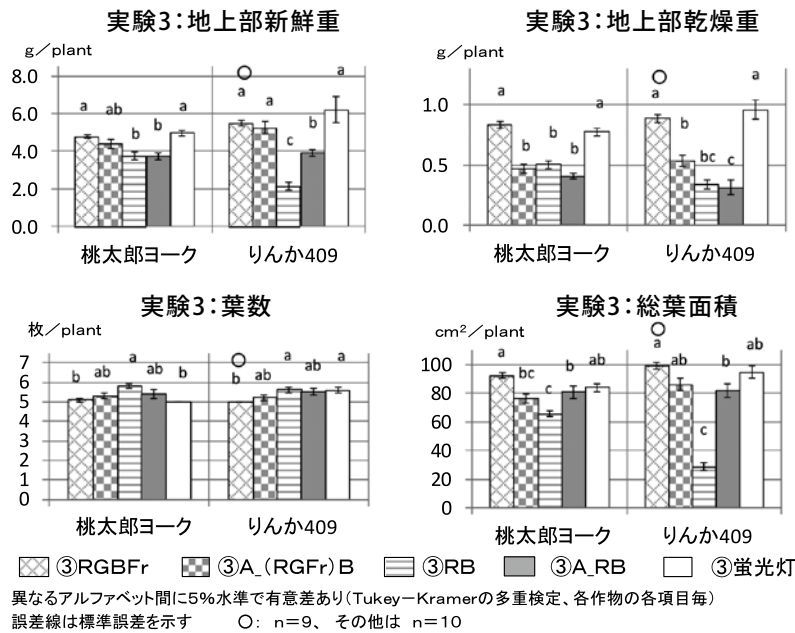 実験3：地上部新鮮重
g／plant
8.0
6.0
4.0
2.0
0.0
a ab b b a
○
a a c b a
桃太郎ヨーク りんか409
実験3：地上部乾燥重
g／plant
1.0
0.5
0.0
a b b b a
○
a b bc c a
桃太郎ヨーク りんか409
実験3：葉数
枚／plant
7
6
5
4
3
2
1
0
b ab a ab b
○
b ab a ab a
桃太郎ヨーク りんか409
実験3：総葉面積
cm²／plant
100
80
60
40
20
0
a bc c b ab
○
a ab c b ab
桃太郎ヨーク りんか409
③RGBFr ③A_(RGFr)B ③RB ③A_RB ③蛍光灯
異なるアルファベット間に5％水準で有意差あり（Tukey－Kramerの多重検定、各作物の各項目毎）
誤差線は標準誤差を示す ○： n＝9、 その他は n＝10